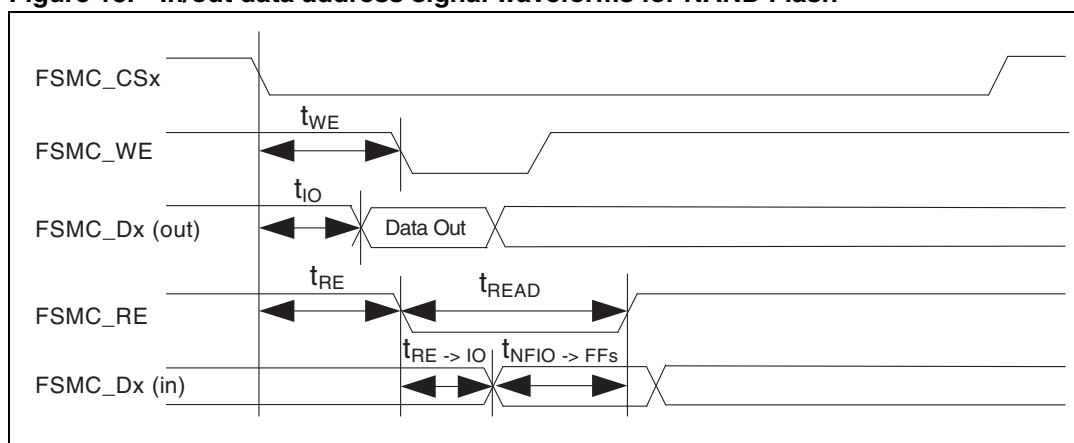 Figure In/out data address signal waveforms for NAND Flash
FSMC_CSx
tWE
FSMC_WE
tIO
FSMC_Dx (out)
Data Out
tRE
tREAD
FSMC_RE
tRE -> IO
tNFIO -> FFs
FSMC_Dx (in)